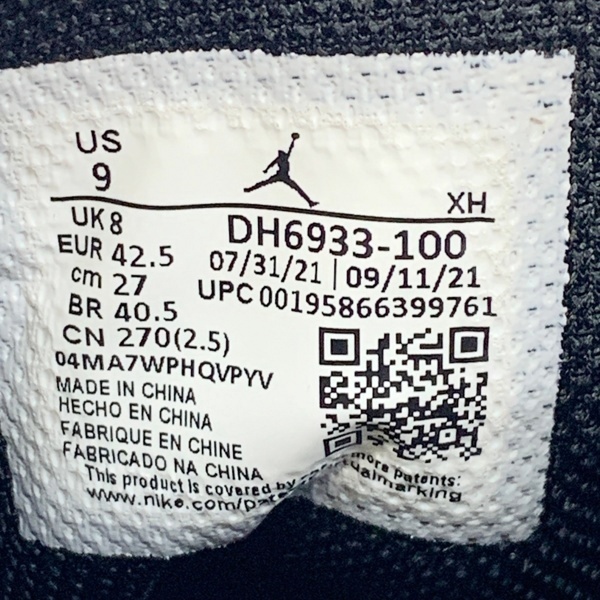 US
9
XH
UK 8
DH6933-100
EUR 42.5
07/31/21 | 09/11/21
cm 27
UPC 00195866399761
BR 40.5
CN 270(2.5)
04MA7WPHQVPYV
MADE IN CHINA
HECHO EN CHINA
FABRIQUE EN CHINE
FABRICADO NA CHINA
This product is covered by more patents:
www.nike.com/